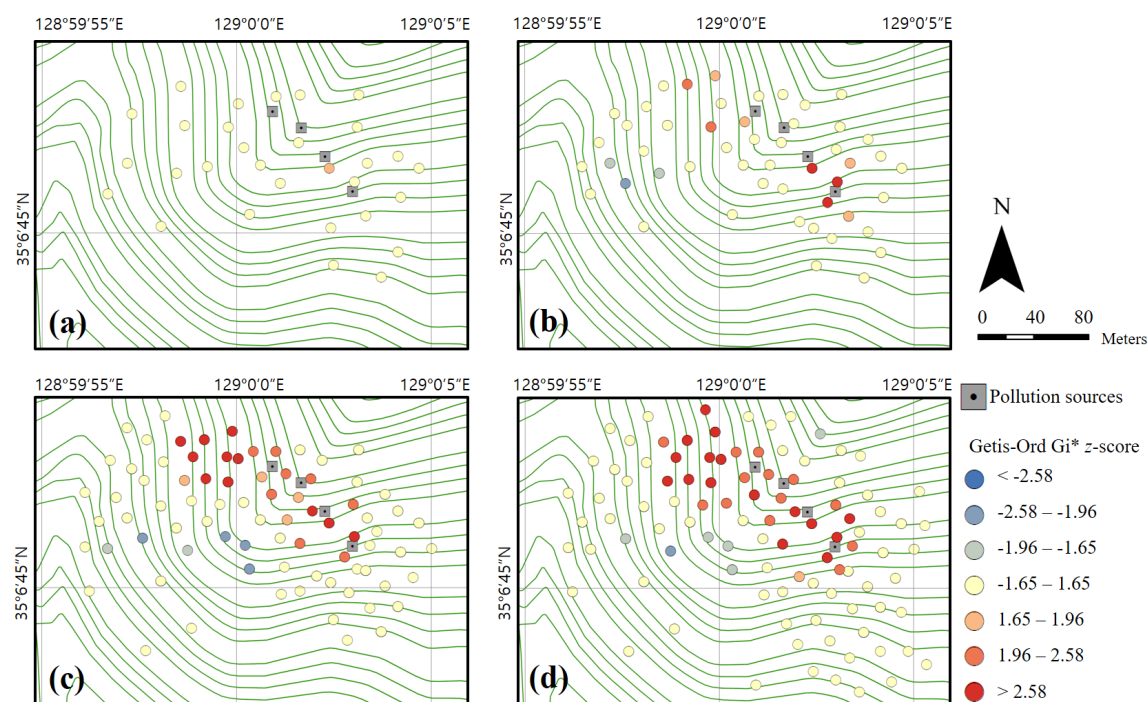 128°59′55″E 129°0′0″E 129°0′5″E
128°59′55″E 129°0′0″E 129°0′5″E
35°6′45″N
35°6′45″N
(a)
(b)
N
0 40 80
Meters
128°59′55″E 129°0′0″E 129°0′5″E
128°59′55″E 129°0′0″E 129°0′5″E
35°6′45″N
35°6′45″N
(c)
(d)
Pollution sources
Getis-Ord Gi* z-score
< -2.58
-2.58 – -1.96
-1.96 – -1.65
-1.65 – 1.65
1.65 – 1.96
1.96 – 2.58
> 2.58